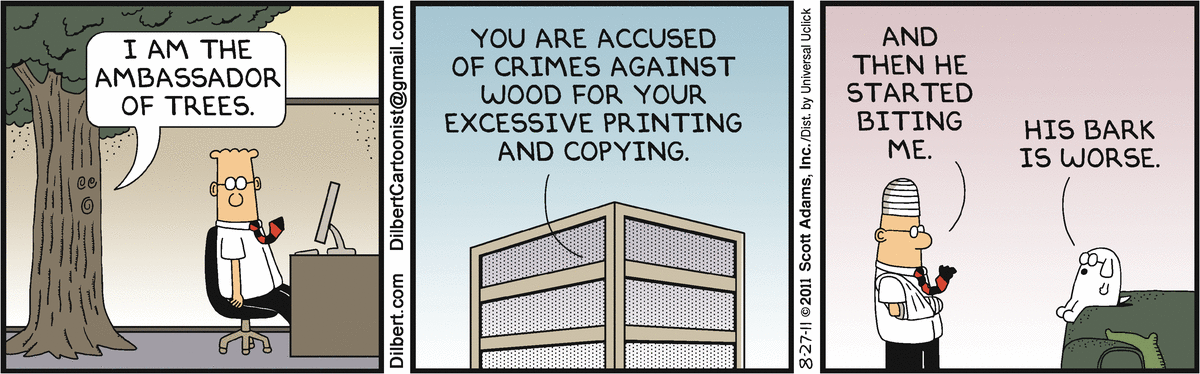 I AM THE
AMBASSADOR
OF TREES.
DilbertCartoonist@gmail.com
Dilbert.com
YOU ARE ACCUSED
OF CRIMES AGAINST
WOOD FOR YOUR
EXCESSIVE PRINTING
AND COPYING.
8-27-11 ©2011 Scott Adams, Inc./Dist. by Universal Uclick
AND
THEN HE
STARTED
BITING
ME.
HIS BARK
IS WORSE.